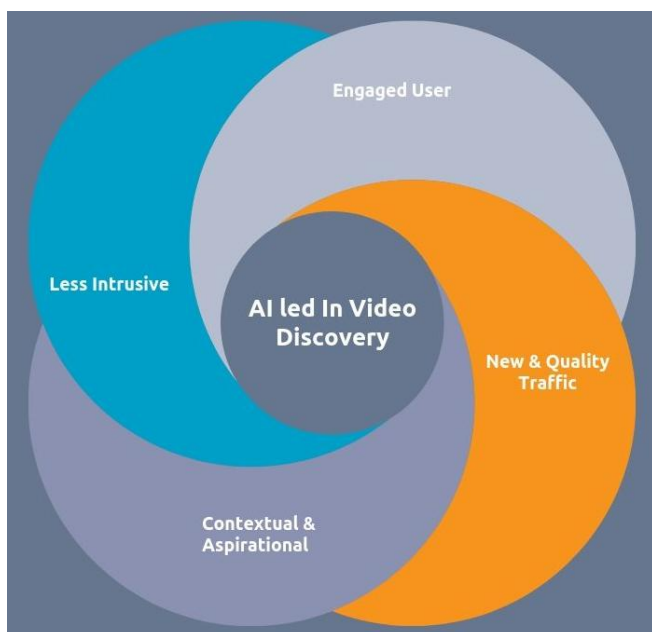 Engaged User
Less Intrusive
AI led In Video
Discovery
New & Quality
Traffic
Contextual &
Aspirational